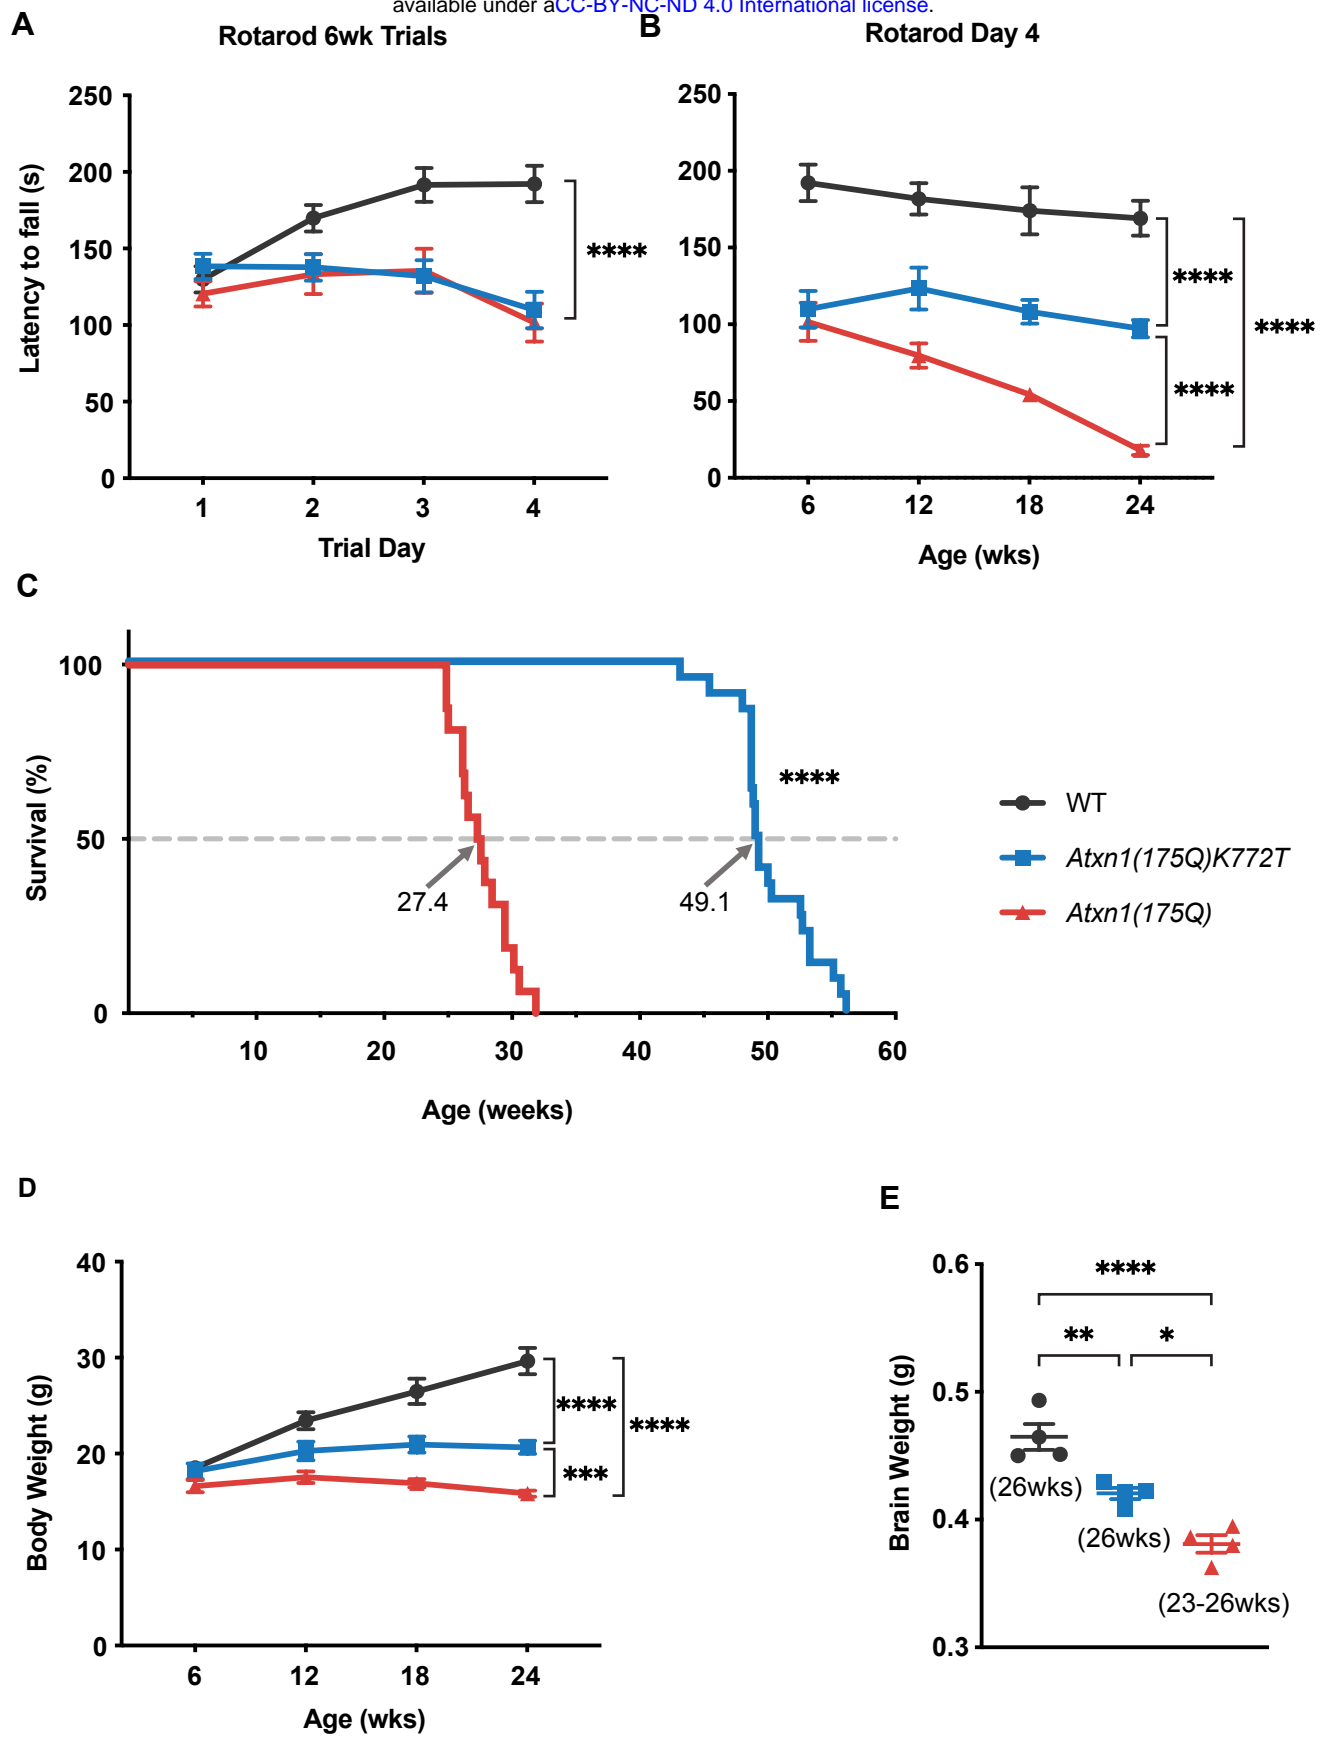 available under aCC-BY-NC-ND 4.0 International license.
A
Rotarod 6wk Trials
250
200
150
100
50
0
Latency to fall (s)
****
1 2 3 4
Trial Day
B
Rotarod Day 4
250
200
150
100
50
0
****
****
****
6 12 18 24
Age (wks)
C
100
50
0
Survival (%)
****
27.4
49.1
10 20 30 40 50 60
Age (weeks)
WT
Atxn1(175Q)K772T
Atxn1(175Q)
D
40
30
20
10
0
Body Weight (g)
****
****
***
6 12 18 24
Age (wks)
E
0.6
0.5
0.4
0.3
Brain Weight (g)
****
** *
(26wks)
(26wks)
(23-26wks)